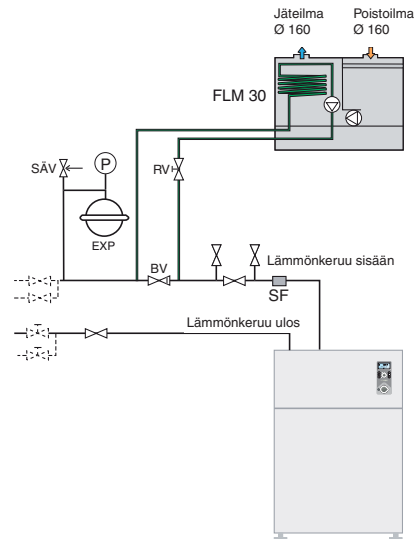 Jäteilma
Ø 160
Poistoilma
Ø 160
FLM 30
SÄV
P
RV
EXP
BV
Lämmönkeruu sisään
SF
Lämmönkeruu ulos